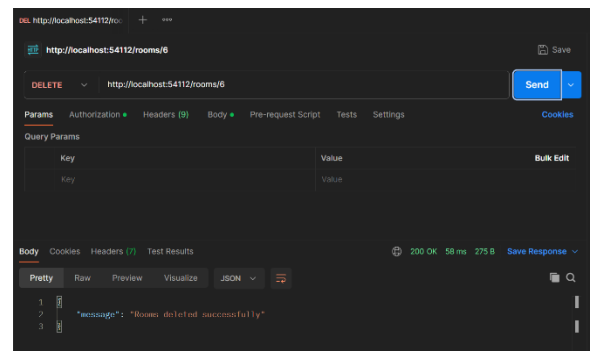 DEL http://localhost:54112/roo
http://localhost:54112/rooms/6
Save
DELETE
http://localhost:54112/rooms/6
Send
Params Authorization Headers (9) Body Pre-request Script Tests Settings Cookies
Query Params
Key Value Bulk Edit
Key Value
Body Cookies Headers (7) Test Results 200 OK 58 ms 275 B Save Response
Pretty Raw Preview Visualize JSON
1 {
2 "message": "Rooms deleted successfully"
3 }